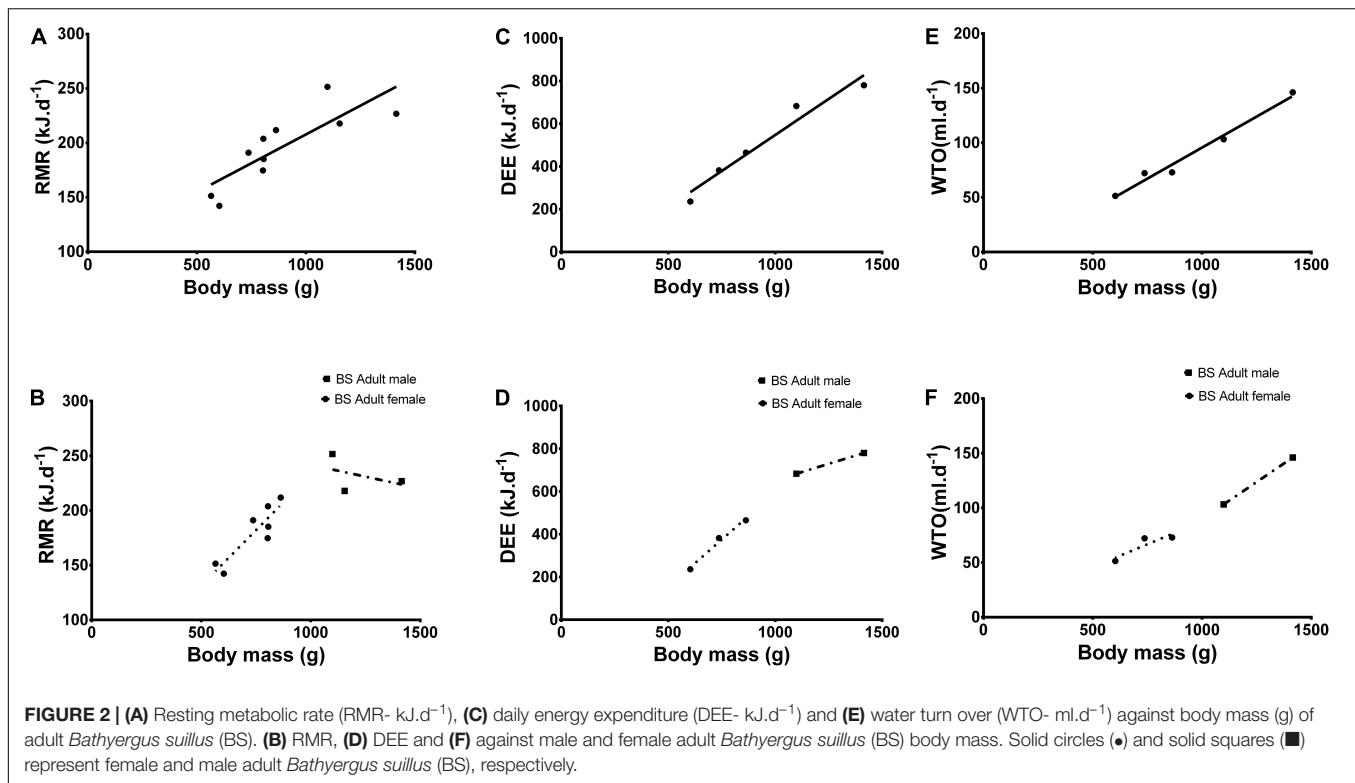 A
300
250
200
150
100
RMR (kJ.d⁻¹)
0
500
1000
1500
Body mass (g)
C
1000
800
600
400
200
0
DEE (kJ.d⁻¹)
0
500
1000
1500
Body mass (g)
E
200
150
100
50
0
WTO(ml.d⁻¹)
0
500
1000
1500
Body mass (g)
B
BS Adult male
BS Adult female
300
250
200
150
100
RMR (kJ.d⁻¹)
0
500
1000
1500
Body mass (g)
D
BS Adult male
BS Adult female
1000
800
600
400
200
0
DEE (kJ.d⁻¹)
0
500
1000
1500
Body mass (g)
F
BS Adult male
BS Adult female
200
150
100
50
0
WTO(ml.d⁻¹)
0
500
1000
1500
Body mass (g)
FIGURE 2 | (A) Resting metabolic rate (RMR- kJ.d⁻¹), (C) daily energy expenditure (DEE- kJ.d⁻¹) and (E) water turn over (WTO- ml.d⁻¹) against body mass (g) of
adult Bathyergus suillus (BS). (B) RMR, (D) DEE and (F) against male and female adult Bathyergus suillus (BS) body mass. Solid circles (●) and solid squares (■)
represent female and male adult Bathyergus suillus (BS), respectively.